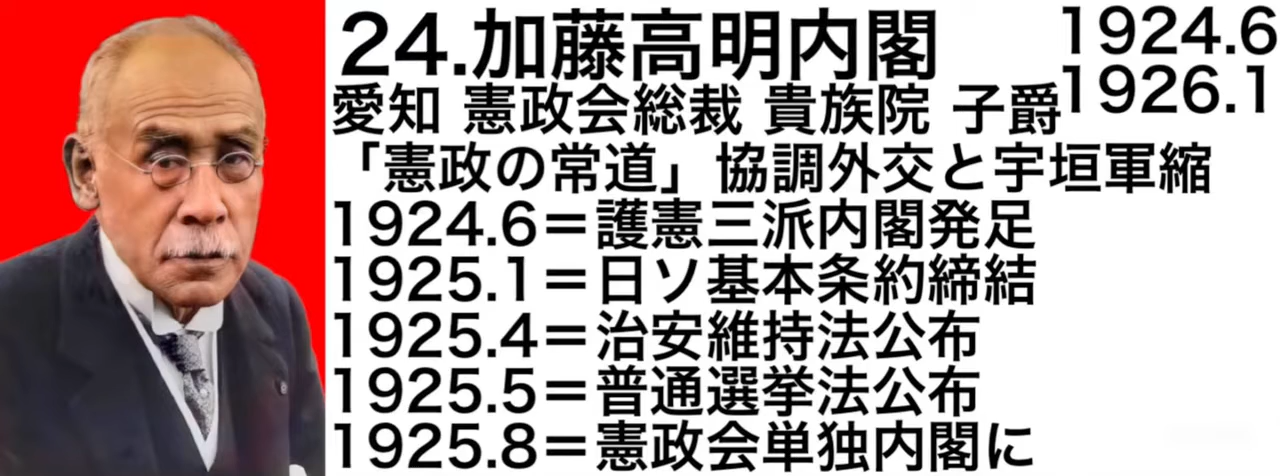 24.加藤高明内閣
1924.6
1926.1
愛知 憲政会総裁 貴族院 子爵
「憲政の常道」協調外交と宇垣軍縮
1924.6＝護憲三派内閣発足
1925.1＝日ソ基本条約締結
1925.4＝治安維持法公布
1925.5＝普通選挙法公布
1925.8＝憲政会単独内閣に